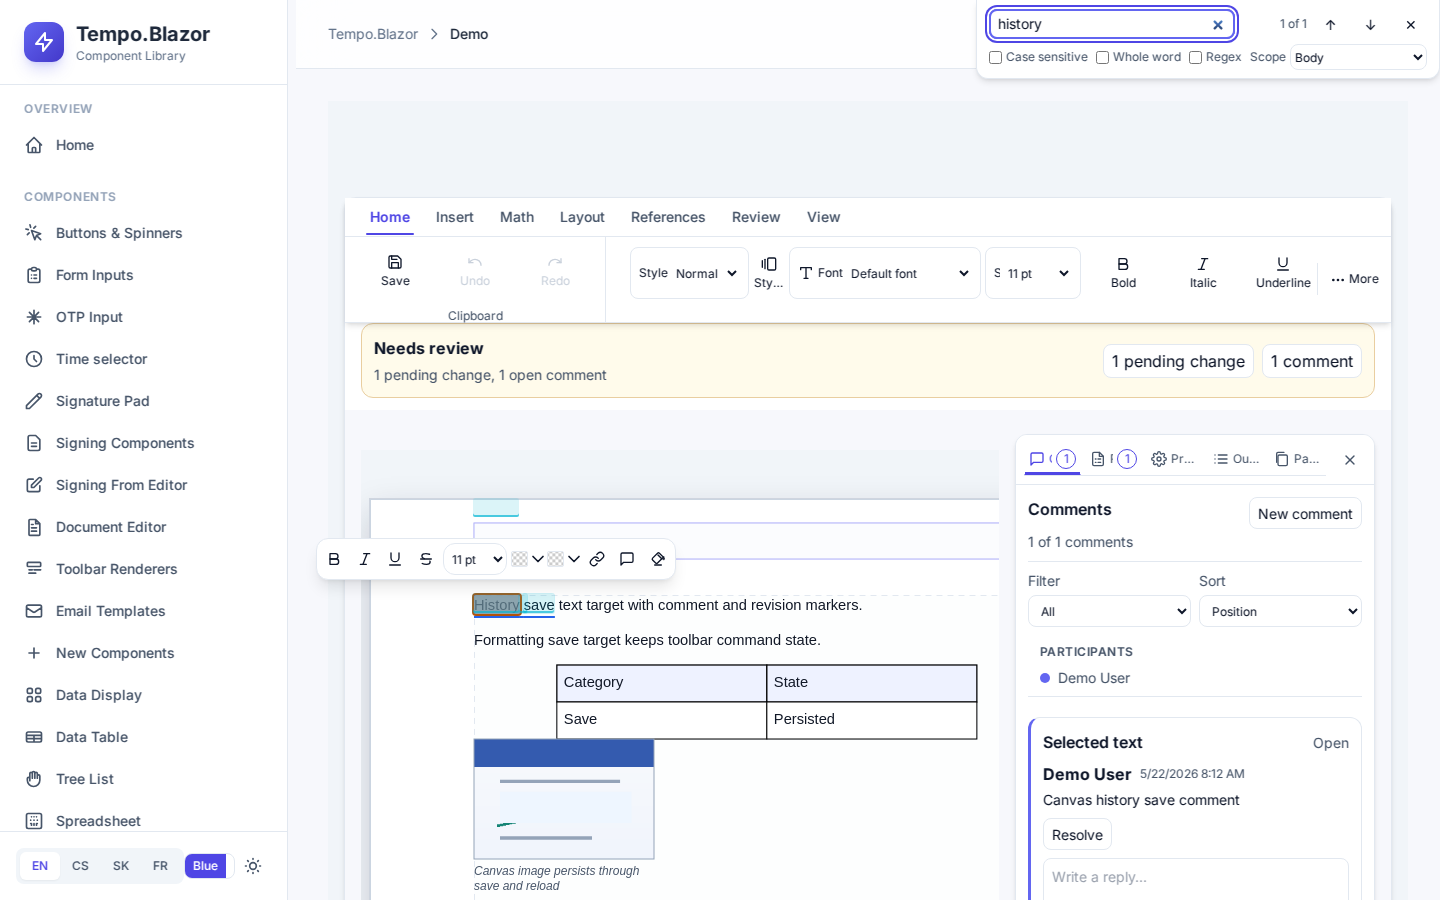 Tempo.Blazor
Component Library
OVERVIEW
Home
COMPONENTS
Buttons & Spinners
Form Inputs
OTP Input
Time selector
Signature Pad
Signing Components
Signing From Editor
Document Editor
Toolbar Renderers
Email Templates
New Components
Data Display
Data Table
Tree List
Spreadsheet
EN CS SK FR Blue
Tempo.Blazor Demo
history 1 of 1
Case sensitive Whole word Regex Scope Body
Home Insert Math Layout References Review View
Save Undo Redo
Clipboard
Style Normal Sty... Font Default font S 11 pt Bold Italic Underline ... More
Needs review
1 pending change, 1 open comment
1 pending change 1 comment
B I U S 11 pt
History save text target with comment and revision markers.
Formatting save target keeps toolbar command state.
Category State
Save Persisted
Canvas image persists through
save and reload
1 1 Pr... Ou... Pa...
Comments New comment
1 of 1 comments
Filter Sort
All Position
PARTICIPANTS
Demo User
Selected text Open
Demo User 5/22/2026 8:12 AM
Canvas history save comment
Resolve
Write a reply...